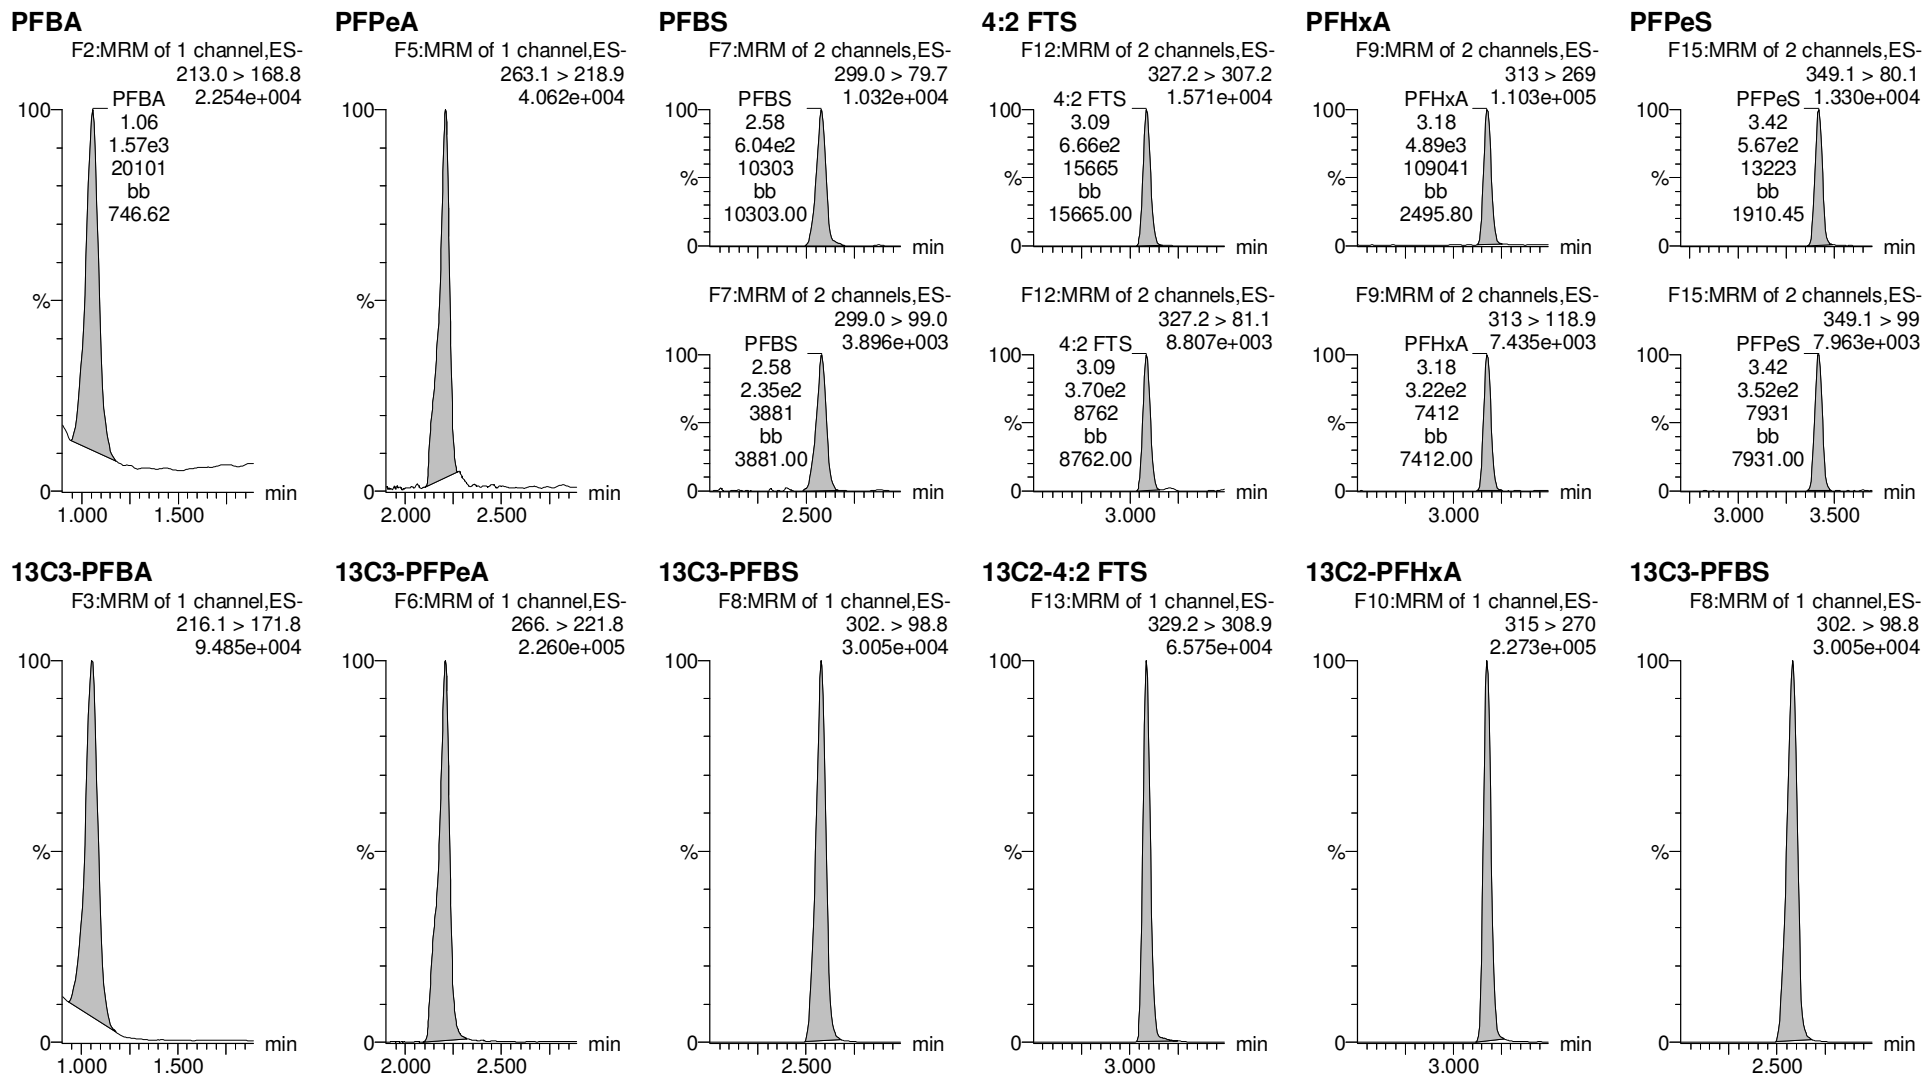 PFBA
F2:MRM of 1 channel,ES-
213.0 > 168.8
2.254e+004
100
PFBA
1.06
1.57e3
20101
bb
746.62
%
0
min
1.000 1.500
PFPeA
F5:MRM of 1 channel,ES-
263.1 > 218.9
4.062e+004
100
%
0
min
2.000 2.500
PFBS
F7:MRM of 2 channels,ES-
299.0 > 79.7
1.032e+004
100
PFBS
2.58
6.04e2
10303
bb
10303.00
%
0
min
F7:MRM of 2 channels,ES-
299.0 > 99.0
3.896e+003
100
PFBS
2.58
2.35e2
3881
bb
3881.00
%
0
min
2.500
4:2 FTS
F12:MRM of 2 channels,ES-
327.2 > 307.2
1.571e+004
100
4:2 FTS
3.09
6.66e2
15665
bb
15665.00
%
0
min
F12:MRM of 2 channels,ES-
327.2 > 81.1
8.807e+003
100
4:2 FTS
3.09
3.70e2
8762
bb
8762.00
%
0
min
3.000
PFHxA
F9:MRM of 2 channels,ES-
313 > 269
1.103e+005
100
PFHxA
3.18
4.89e3
109041
bb
2495.80
%
0
min
F9:MRM of 2 channels,ES-
313 > 118.9
7.435e+003
100
PFHxA
3.18
3.22e2
7412
bb
7412.00
%
0
min
3.000
PFPeS
F15:MRM of 2 channels,ES-
349.1 > 80.1
1.330e+004
100
PFPeS
3.42
5.67e2
13223
bb
1910.45
%
0
min
F15:MRM of 2 channels,ES-
349.1 > 99
7.963e+003
100
PFPeS
3.42
3.52e2
7931
bb
7931.00
%
0
min
3.000 3.500
13C3-PFBA
F3:MRM of 1 channel,ES-
216.1 > 171.8
9.485e+004
100
%
0
min
1.000 1.500
13C3-PFPeA
F6:MRM of 1 channel,ES-
266. > 221.8
2.260e+005
100
%
0
min
2.000 2.500
13C3-PFBS
F8:MRM of 1 channel,ES-
302. > 98.8
3.005e+004
100
%
0
min
2.500
13C2-4:2 FTS
F13:MRM of 1 channel,ES-
329.2 > 308.9
6.575e+004
100
%
0
min
3.000
13C2-PFHxA
F10:MRM of 1 channel,ES-
315 > 270
2.273e+005
100
%
0
min
3.000
13C3-PFBS
F8:MRM of 1 channel,ES-
302. > 98.8
3.005e+004
100
%
0
min
2.500